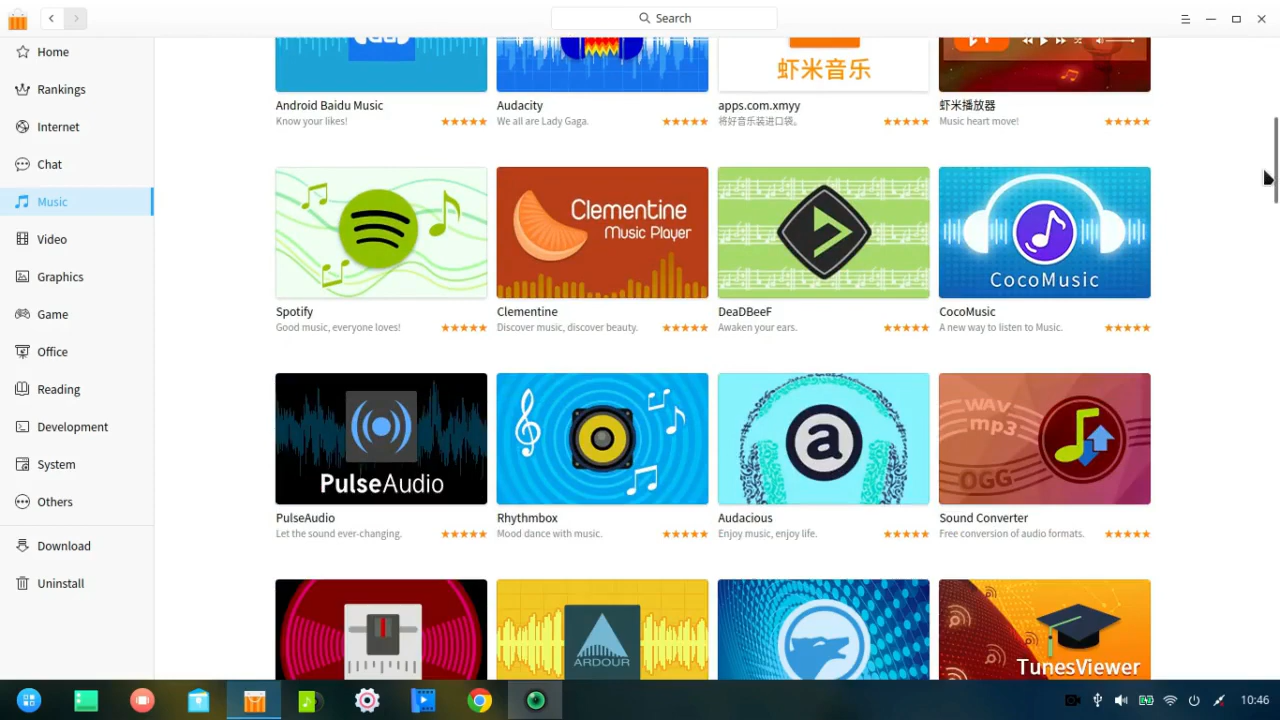 Search
Home
Rankings
Internet
Chat
Music
Video
Graphics
Game
Office
Reading
Development
System
Others
Download
Uninstall
虾米音乐
Android Baidu Music
Know your likes!
Audacity
We all are Lady Gaga.
apps.com.xmyy
将好音乐装进口袋。
虾米播放器
Music heart move!
Clementine
Music Player
CocoMusic
Spotify
Good music, everyone loves!
Clementine
Discover music, discover beauty.
DeaDBeeF
Awaken your ears.
CocoMusic
A new way to listen to Music.
PulseAudio
a
WAV
mp3
OGG
PulseAudio
Let the sound ever-changing.
Rhythmbox
Mood dance with music.
Audacious
Enjoy music, enjoy life.
Sound Converter
Free conversion of audio formats.
ARDOUR
TunesViewer
10:46